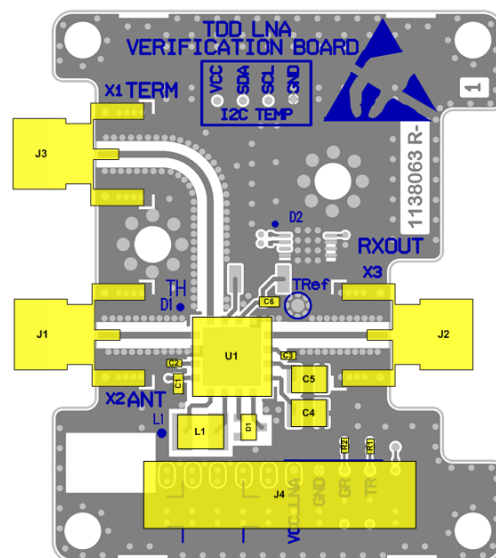 TDD LNA
VERIFICATION BOARD
VCC SDA SCL GND
I2C TEMP
1
X1 TERM
1138063 R-
J3
D2
RXOUT
X3
TH
D1
TRef
C6
J1
J2
U1
C2
C3
C1
C5
X2 ANT
L1
L1
D1
C4
R2
R1
J4
VCC_LNA
GND
GR
TR